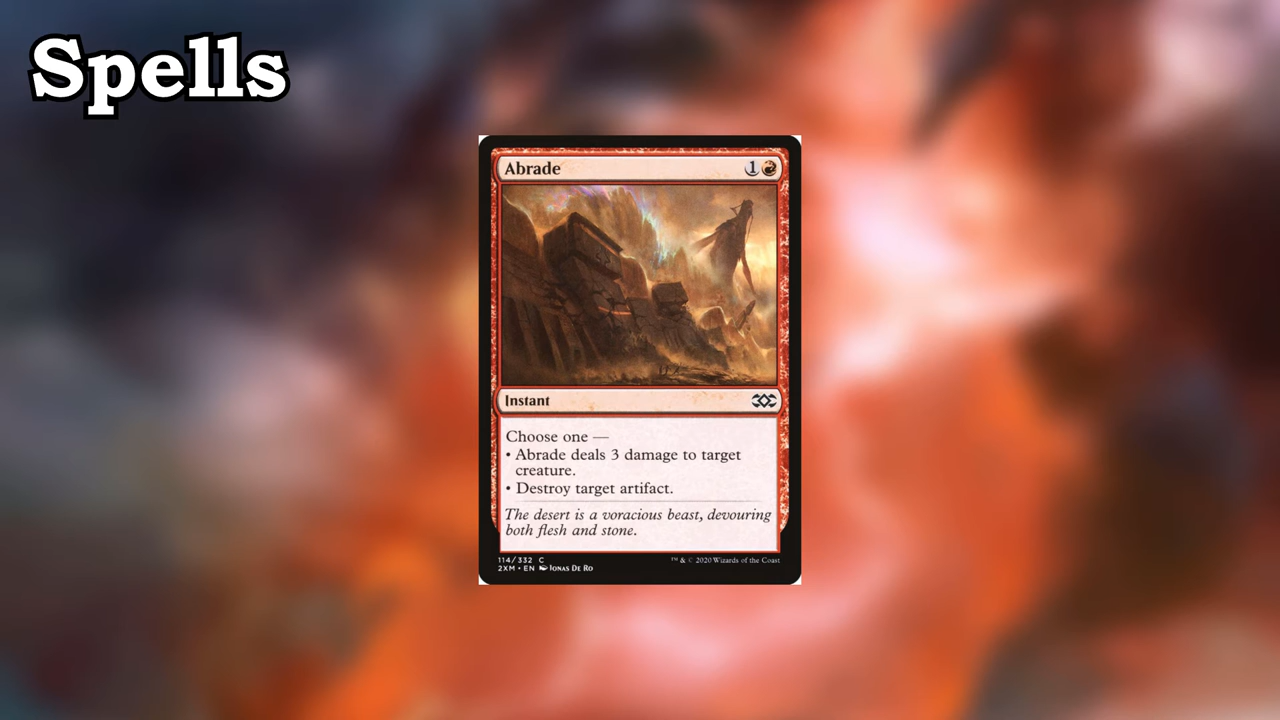 Spells
Abrade 1
Instant
Choose one —
• Abrade deals 3 damage to target
creature.
• Destroy target artifact.
The desert is a voracious beast, devouring
both flesh and stone.
114/332 C
™ & © 2020 Wizards of the Coast
2XM • EN Jonas De Ro